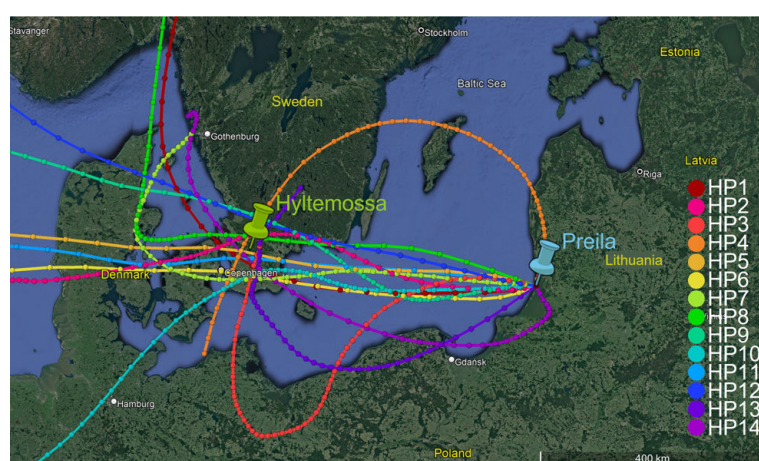 Stavanger
Stockholm
Estonia
Baltic Sea
Sweden
Gothenburg
Riga
Latvia
Hyltemossa
HP1
HP2
HP3
Preila
HP4
Lithuania
HP5
Denmark
Copenhagen
HP6
HP7
HP8
HP9
HP10
Gdansk
HP11
HP12
Hamburg
HP13
HP14
Poland
400 km